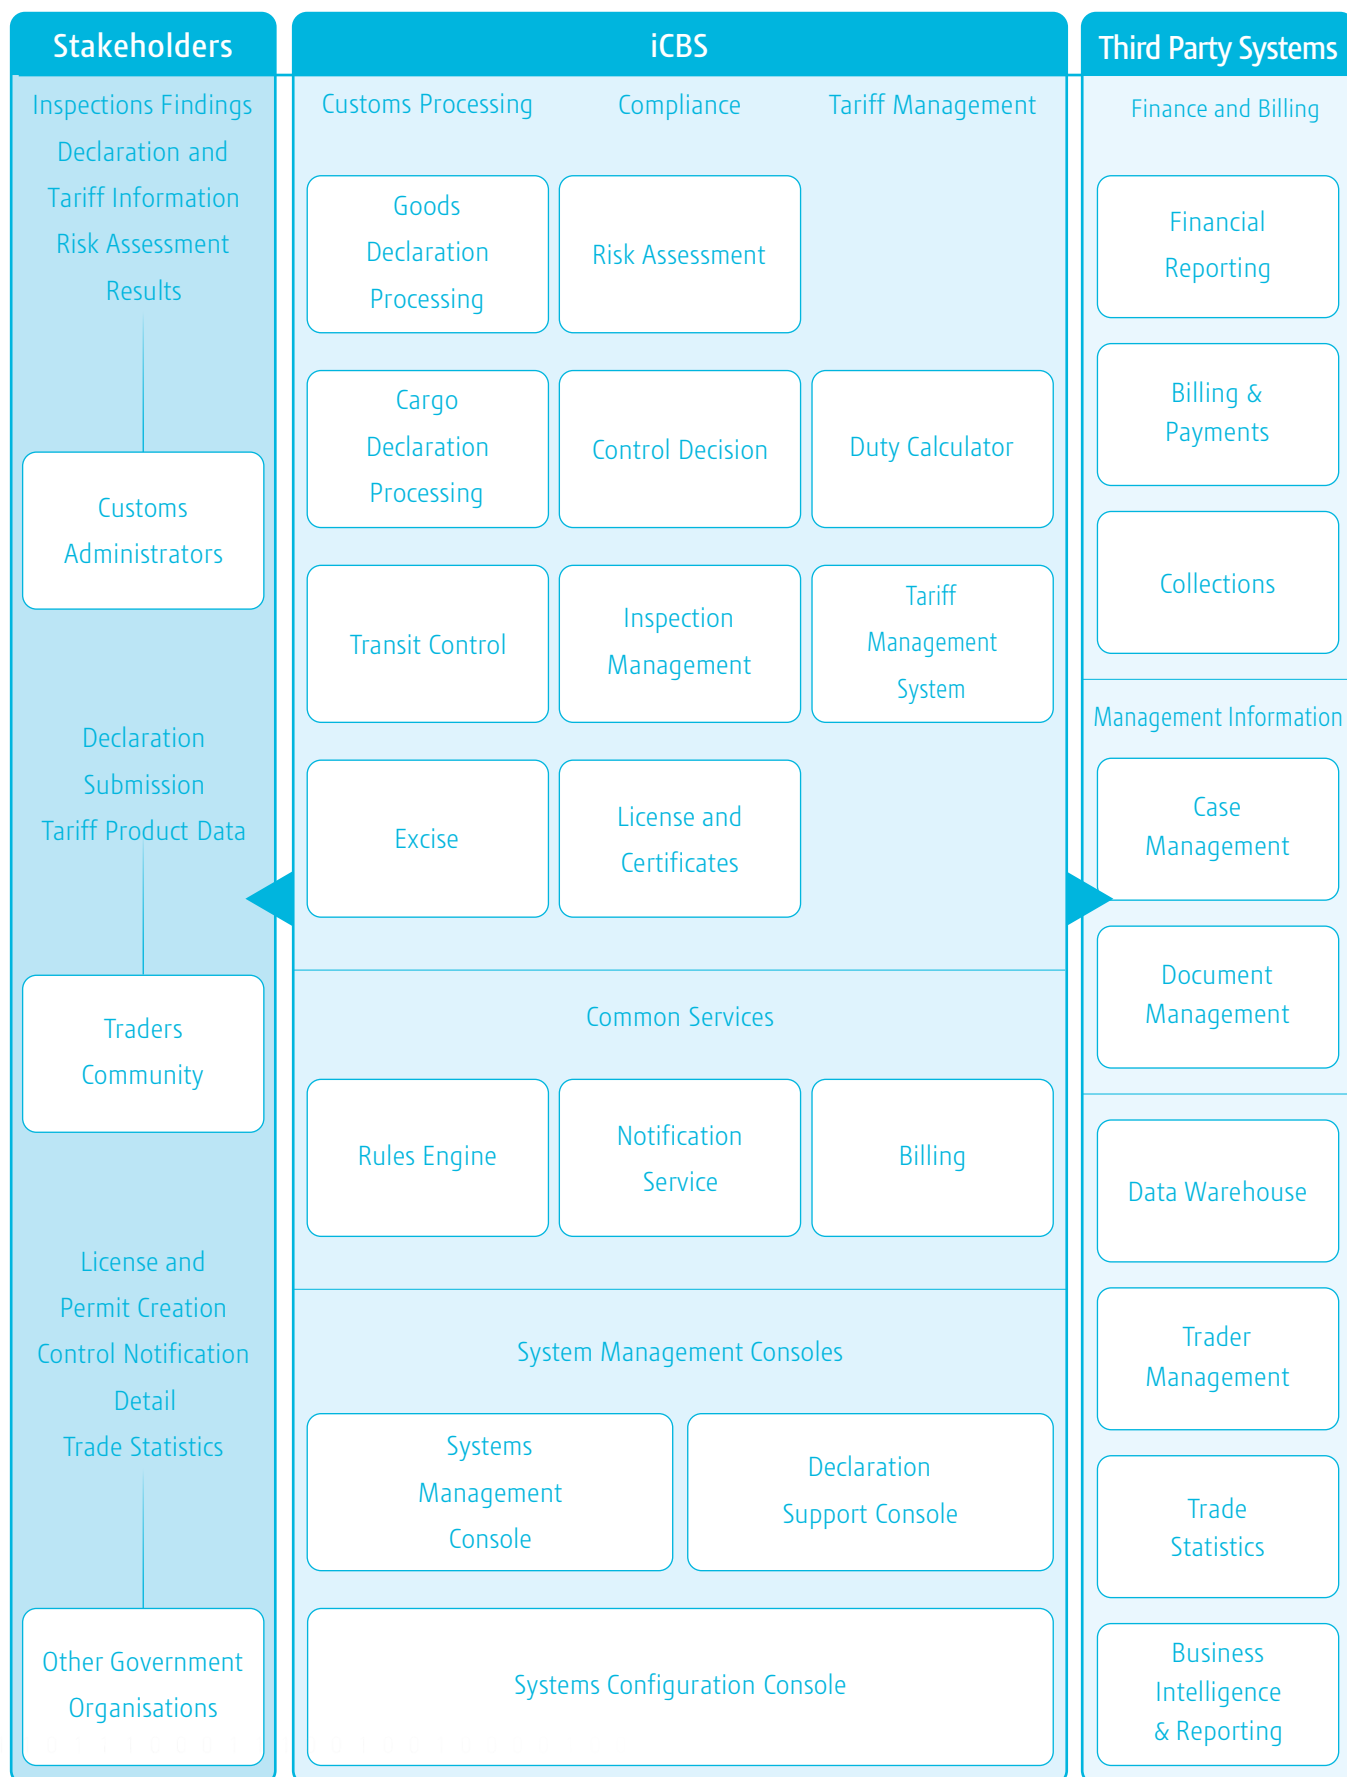 Stakeholders
Inspections Findings
Declaration and
Tariff Information
Risk Assessment
Results
Customs
Administrators
Declaration
Submission
Tariff Product Data
Traders
Community
License and
Permit Creation
Control Notification
Detail
Trade Statistics
Other Government
Organisations
iCBS
Customs Processing
Compliance
Tariff Management
Goods
Declaration
Processing
Risk Assessment
Cargo
Declaration
Processing
Control Decision
Duty Calculator
Transit Control
Inspection
Management
Tariff
Management
System
Excise
License and
Certificates
Common Services
Rules Engine
Notification
Service
Billing
System Management Consoles
Systems
Management
Console
Declaration
Support Console
Systems Configuration Console
Third Party Systems
Finance and Billing
Financial
Reporting
Billing &
Payments
Collections
Management Information
Case
Management
Document
Management
Data Warehouse
Trader
Management
Trade
Statistics
Business
Intelligence
& Reporting